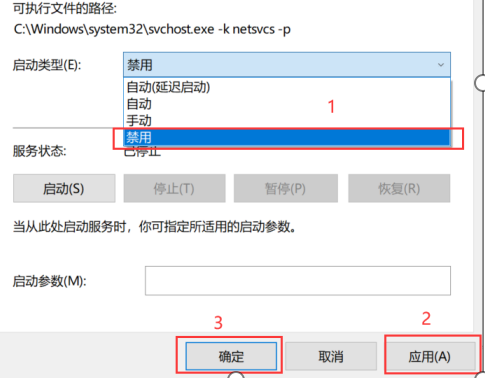 可执行文件的路径:
C:\Windows\system32\svchost.exe -k netsvcs -p
启动类型(E): 禁用
自动(延迟启动)
自动 1
手动
禁用
服务状态: 已停止
启动(S) 停止(T) 暂停(P) 恢复(R)
当从此处启动服务时，你可指定所适用的启动参数。
启动参数(M):
3 2
确定 取消 应用(A)